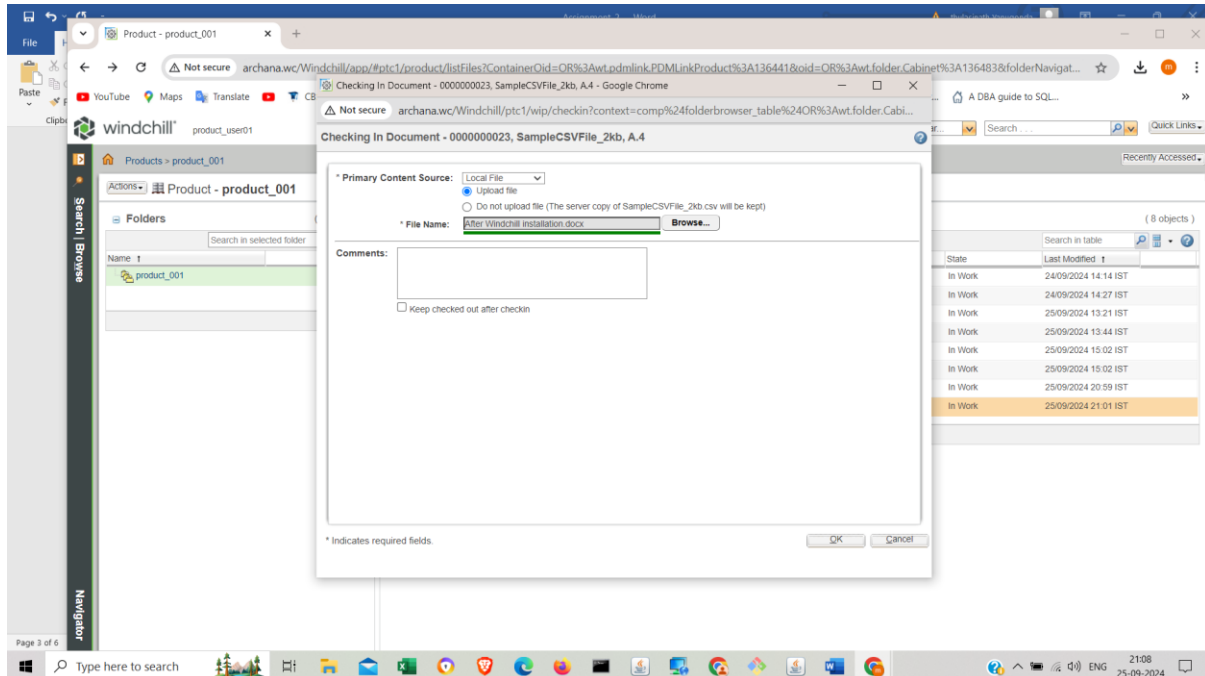 Assignment 3 - Word
File
Paste
Clipb
Product - product_001
Not secure archana.wc/Windchill/app/#ptc1/product/listFiles?ContainerOid=OR%3Awt.pdmlink.PDMLinkProduct%3A136441&oid=OR%3Awt.folder.Cabinet%3A136483&folderNavigat...
YouTube Maps Translate CB
A DBA guide to SQL...
windchill product_user01
Search . . .
Quick Links
Products > product_001
Recently Accessed
Actions Product - product_001
Search | Browse
Navigator
Folders
( 8 objects )
Search in selected folder
Search in table
Name
State Last Modified
product_001
In Work 24/09/2024 14:14 IST
In Work 24/09/2024 14:27 IST
In Work 25/09/2024 13:21 IST
In Work 25/09/2024 13:44 IST
In Work 25/09/2024 15:02 IST
In Work 25/09/2024 15:02 IST
In Work 25/09/2024 20:59 IST
In Work 25/09/2024 21:01 IST
Checking In Document - 0000000023, SampleCSVFile_2kb, A.4 - Google Chrome
Not secure archana.wc/Windchill/ptc1/wip/checkin?context=comp%24folderbrowser_table%24OR%3Awt.folder.Cabi...
Checking In Document - 0000000023, SampleCSVFile_2kb, A.4
* Primary Content Source: Local File
Upload file
Do not upload file (The server copy of SampleCSVFile_2kb.csv will be kept)
* File Name: After Windchill installation.docx Browse...
Comments:
Keep checked out after checkin
* Indicates required fields.
OK Cancel
Page 3 of 6
Type here to search
ENG
21:08
25-09-2024